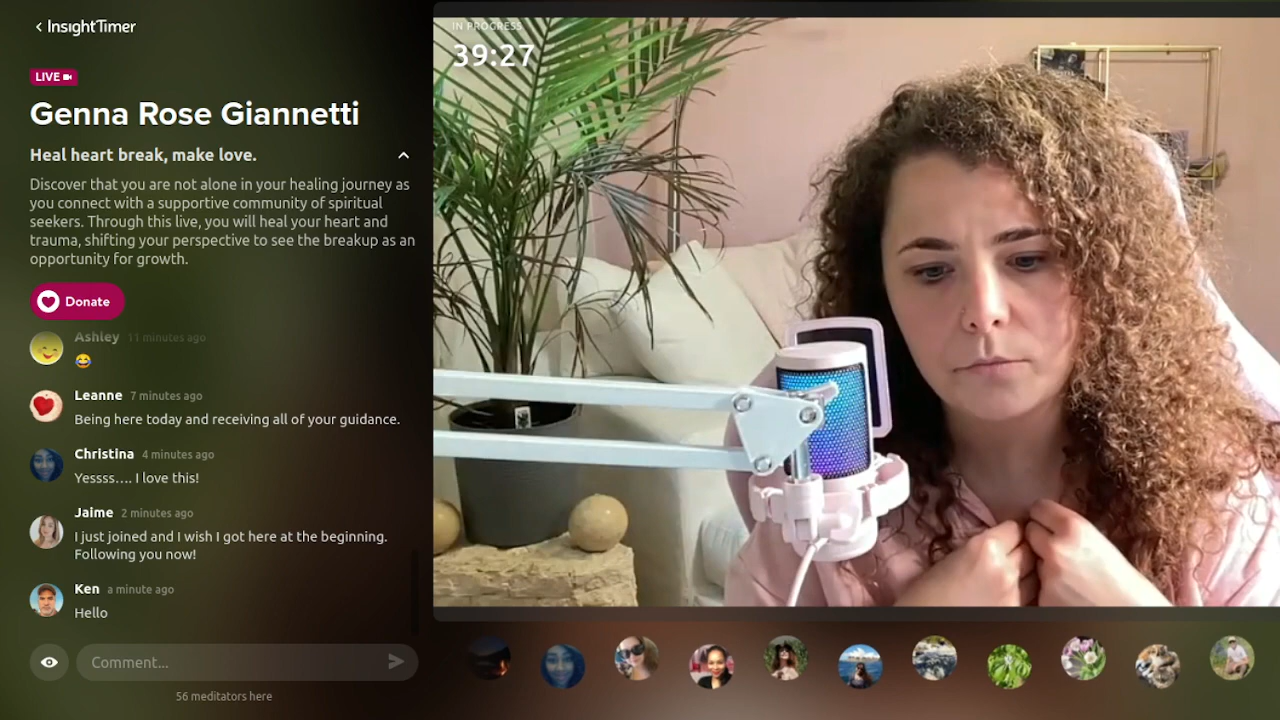 InsightTimer
LIVE
Genna Rose Giannetti
Heal heart break, make love.
Discover that you are not alone in your healing journey as
you connect with a supportive community of spiritual
seekers. Through this live, you will heal your heart and
trauma, shifting your perspective to see the breakup as an
opportunity for growth.
Donate
Ashley 11 minutes ago
😂
Leanne 7 minutes ago
Being here today and receiving all of your guidance.
Christina 4 minutes ago
Yessss.... I love this!
Jaime 2 minutes ago
I just joined and I wish I got here at the beginning.
Following you now!
Ken a minute ago
Hello
Comment...
56 meditators here
IN PROGRESS
39:27